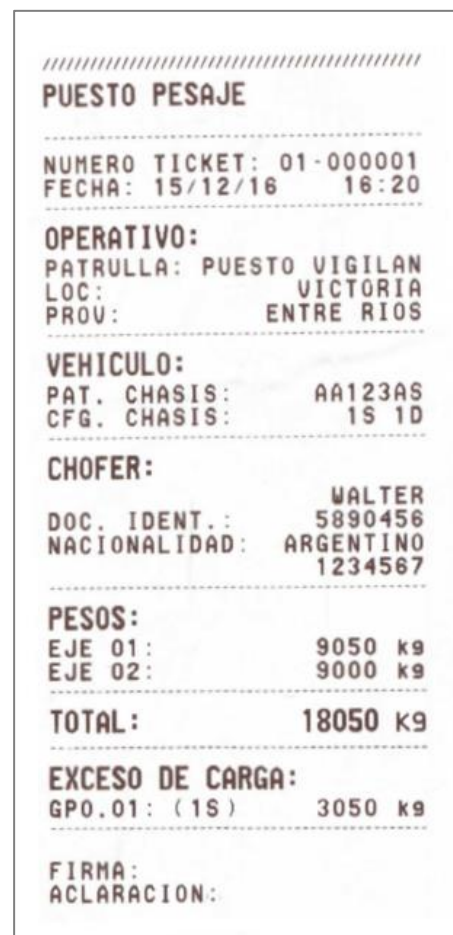 ////////////////////////////////////////////
PUESTO PESAJE
NUMERO TICKET: 01-000001
FECHA: 15/12/16 16:20
OPERATIVO:
PATRULLA: PUESTO VIGILAN
LOC: VICTORIA
PROV: ENTRE RIOS
VEHICULO:
PAT. CHASIS: AA123AS
CFG. CHASIS: 1S 1D
CHOFER:
WALTER
DOC. IDENT.: 5890456
NACIONALIDAD: ARGENTINO
1234567
PESOS:
EJE 01: 9050 kg
EJE 02: 9000 kg
TOTAL: 18050 Kg
EXCESO DE CARGA:
GPO.01: (1S) 3050 kg
FIRMA:
ACLARACION: